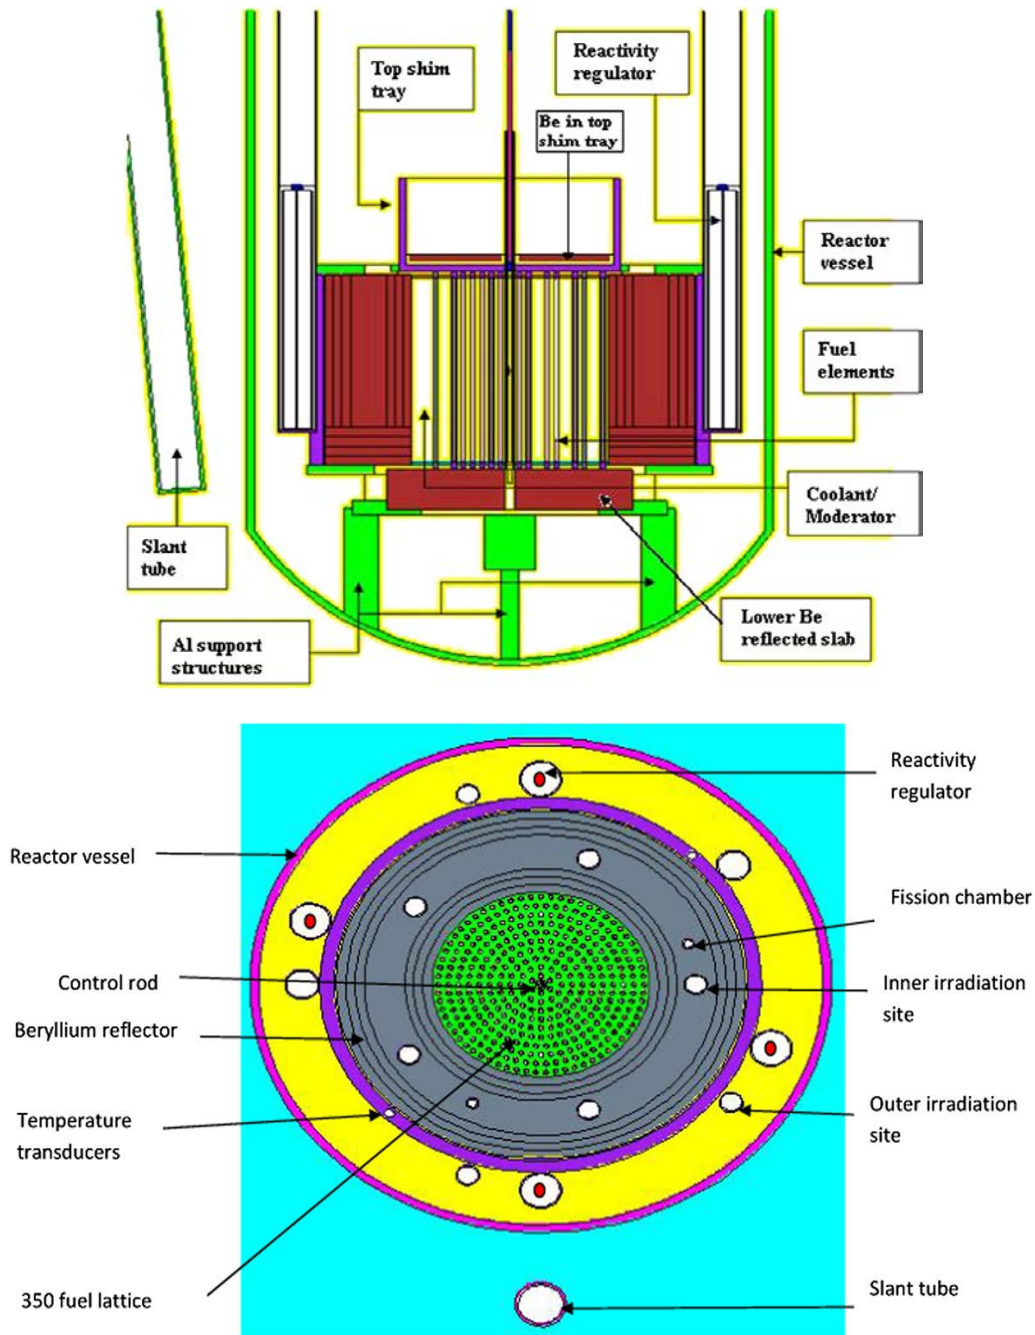 Top shim
tray
Reactivity
regulator
Be in top
shim tray
Reactor
vessel
Fuel
elements
Coolant/
Moderator
Slant
tube
Lower Be
reflected slab
Al support
structures
Reactivity
regulator
Reactor vessel
Fission chamber
Control rod
Inner irradiation
site
Beryllium reflector
Outer irradiation
site
Temperature
transducers
Slant tube
350 fuel lattice